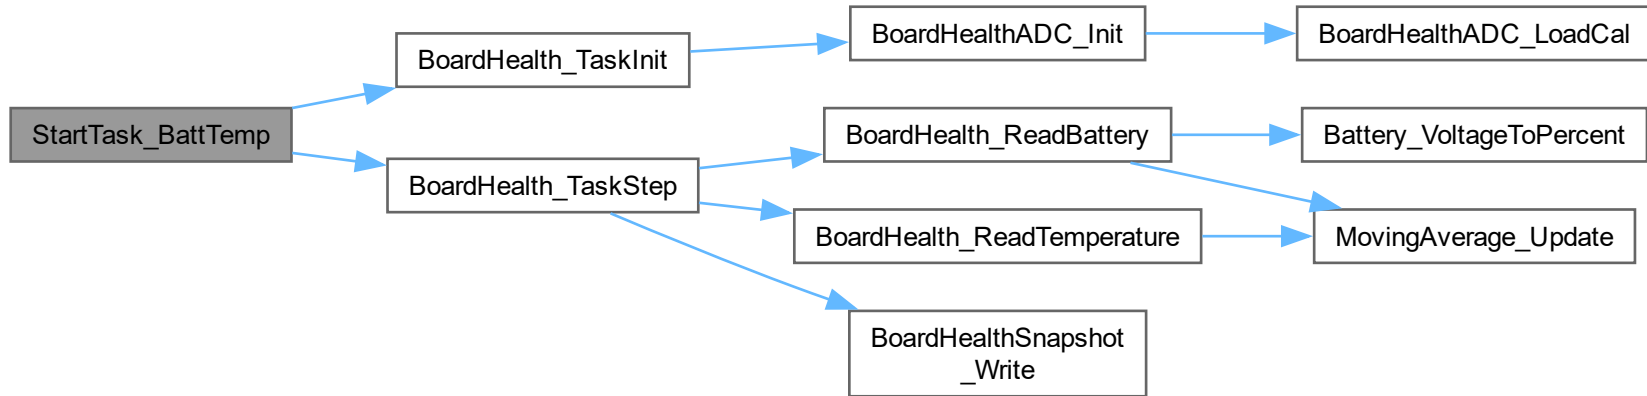 StartTask_BattTemp
BoardHealth_TaskInit
BoardHealthADC_Init
BoardHealthADC_LoadCal
BoardHealth_TaskStep
BoardHealth_ReadBattery
Battery_VoltageToPercent
BoardHealth_ReadTemperature
MovingAverage_Update
BoardHealthSnapshot
_Write